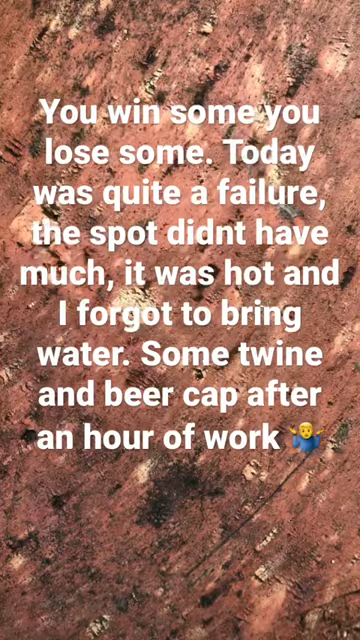 You win some you
lose some. Today
was quite a failure,
the spot didnt have
much, it was hot and
I forgot to bring
water. Some twine
and beer cap after
an hour of work 🤷‍♂️